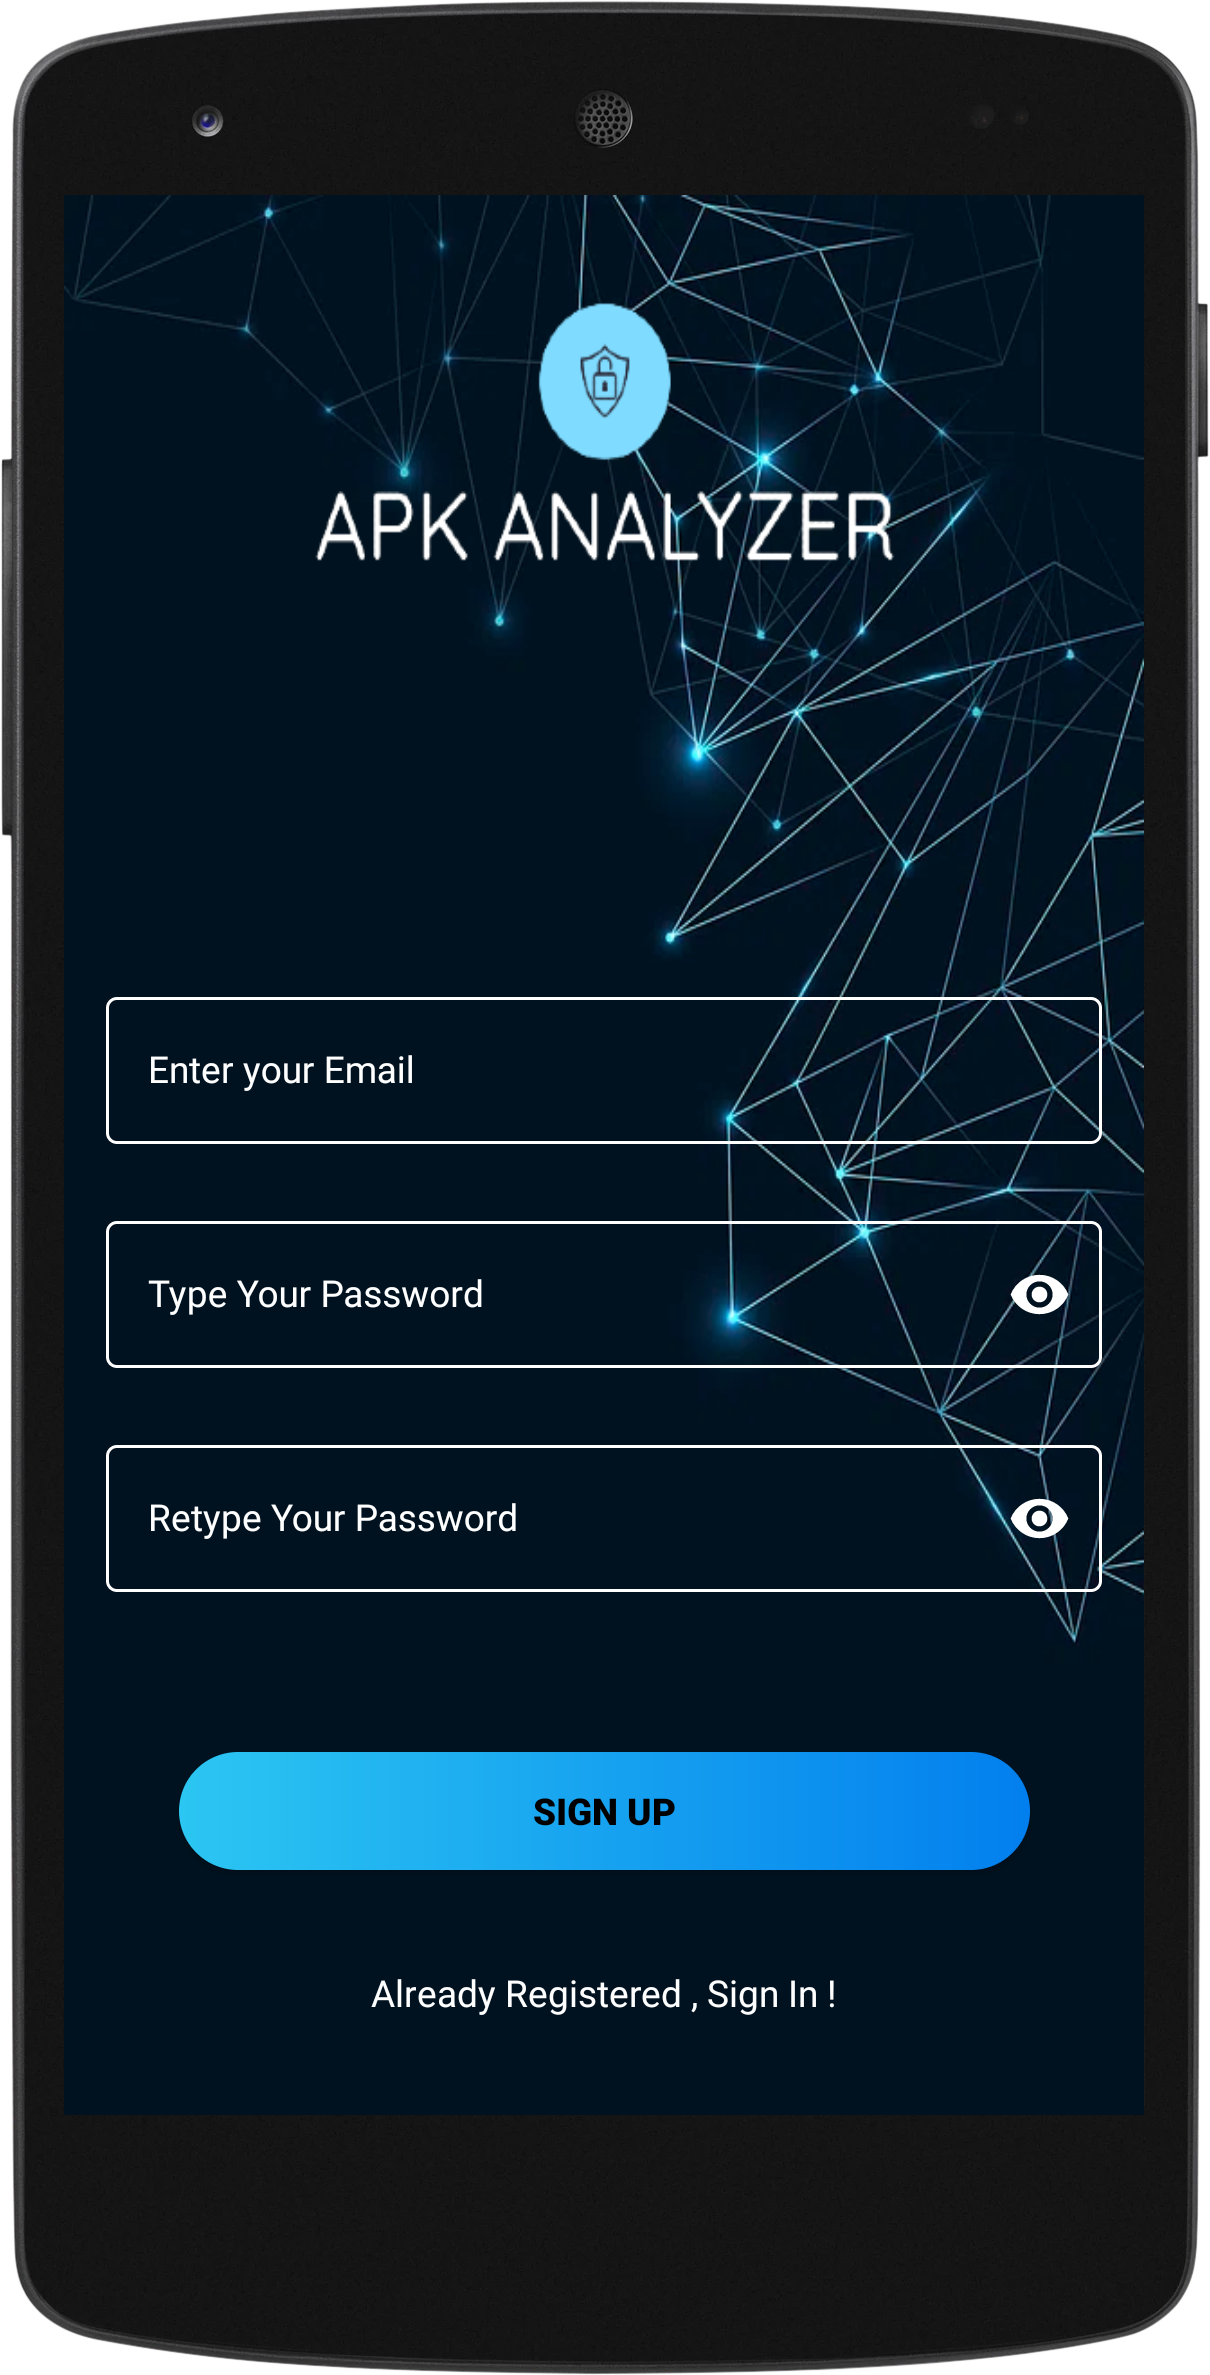 APK ANALYZER
Enter your Email
Type Your Password
Retype Your Password
SIGN UP
Already Registered , Sign In !